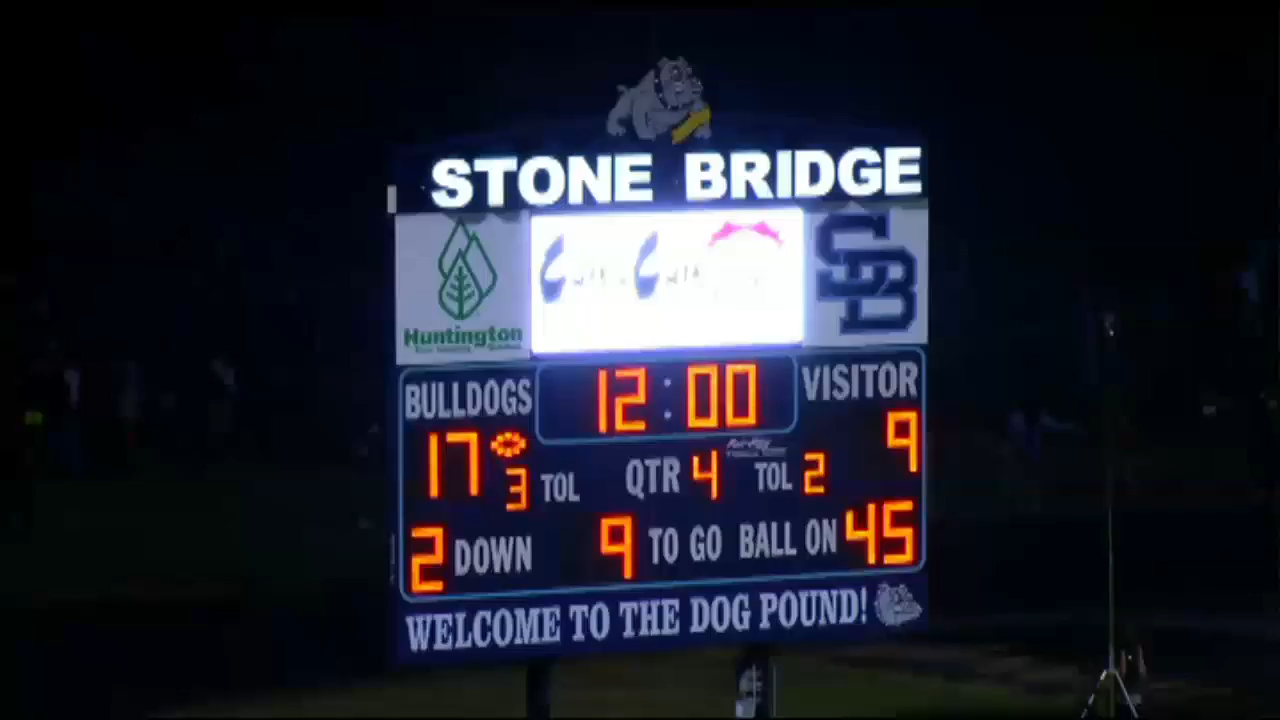 STONE BRIDGE
Huntington
SB
BULLDOGS 12:00 VISITOR
17 9
3 TOL QTR 4 TOL 2
2 DOWN 9 TO GO BALL ON 45
WELCOME TO THE DOG POUND!